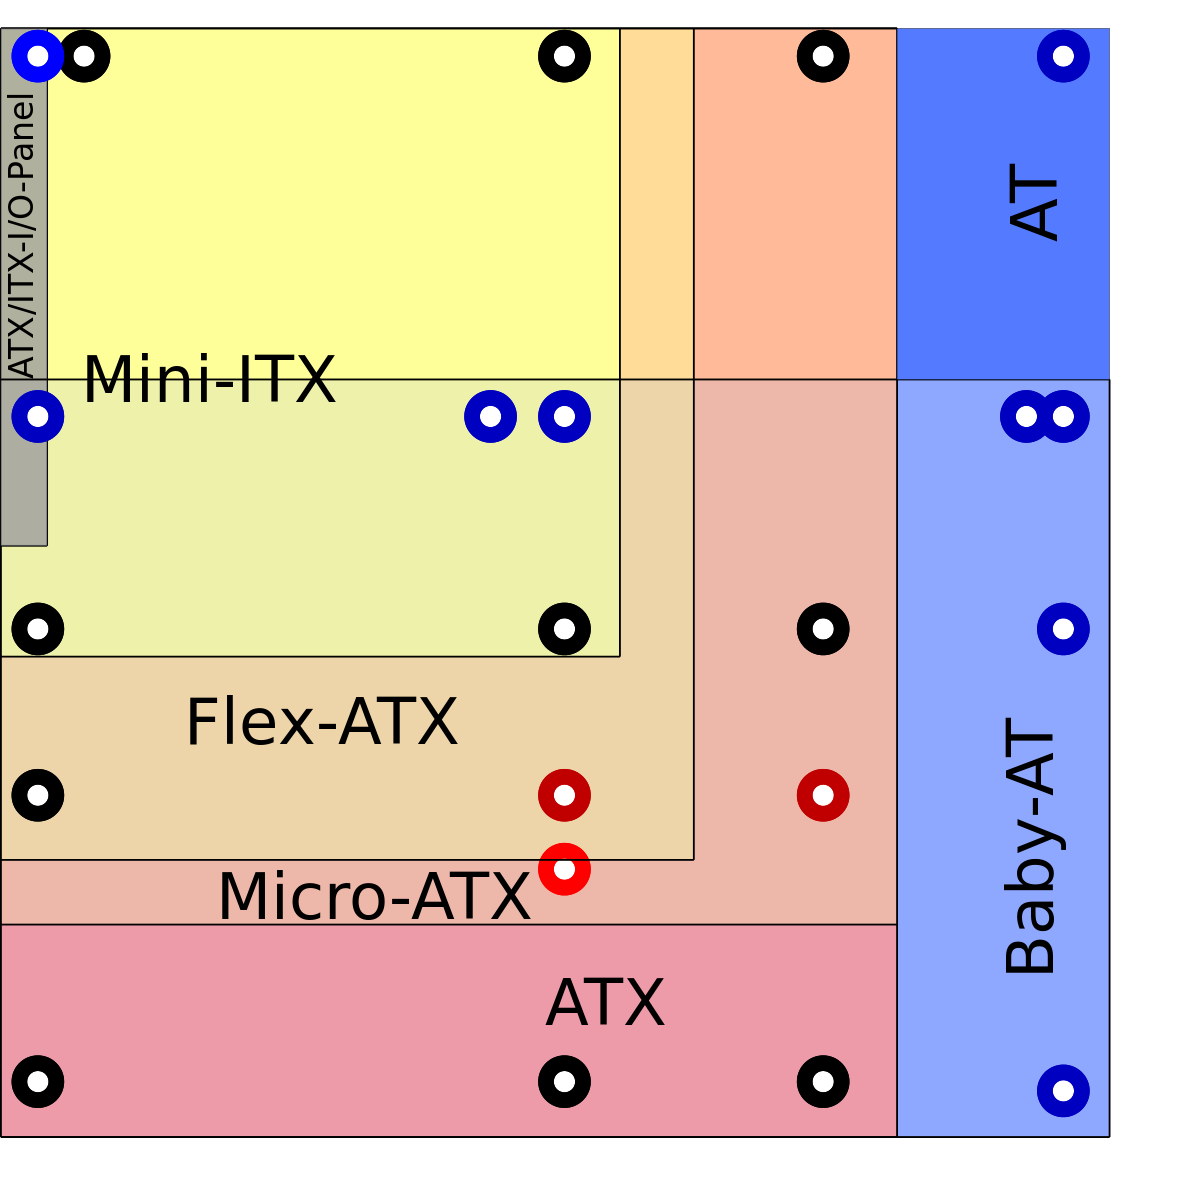 ATX/ITX-I/O-Panel
AT
Mini-ITX
Flex-ATX
Baby-AT
Micro-ATX
ATX